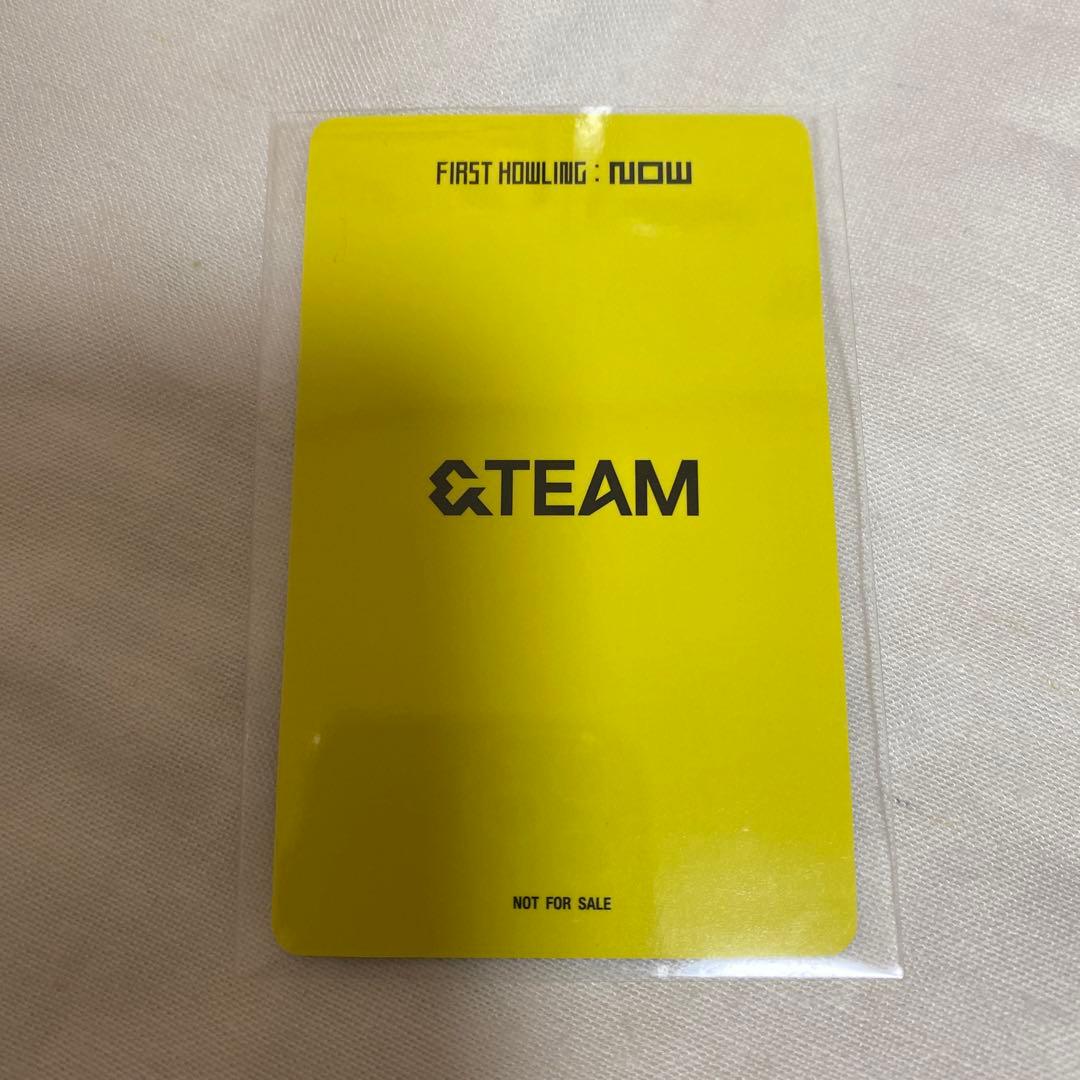 FIRST HOWLING : NOW
&TEAM
NOT FOR SALE